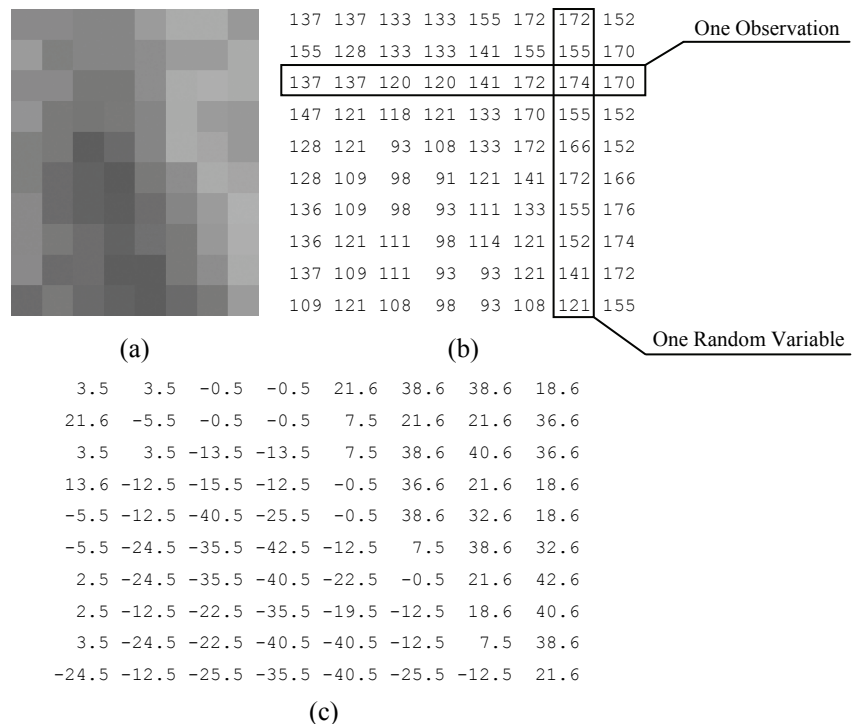 137 137 133 133 155 172 172 152
One Observation
155 128 133 133 141 155 155 170
137 137 120 120 141 172 174 170
147 121 118 121 133 170 155 152
128 121 93 108 133 172 166 152
128 109 98 91 121 141 172 166
136 109 98 93 111 133 155 176
136 121 111 98 114 121 152 174
137 109 111 93 93 121 141 172
109 121 108 98 93 108 121 155
One Random Variable
(a)
(b)
3.5 3.5 -0.5 -0.5 21.6 38.6 38.6 18.6
21.6 -5.5 -0.5 -0.5 7.5 21.6 21.6 36.6
3.5 3.5 -13.5 -13.5 7.5 38.6 40.6 36.6
13.6 -12.5 -15.5 -12.5 -0.5 36.6 21.6 18.6
-5.5 -12.5 -40.5 -25.5 -0.5 38.6 32.6 18.6
-5.5 -24.5 -35.5 -42.5 -12.5 7.5 38.6 32.6
2.5 -24.5 -35.5 -40.5 -22.5 -0.5 21.6 42.6
2.5 -12.5 -22.5 -35.5 -19.5 -12.5 18.6 40.6
3.5 -24.5 -22.5 -40.5 -40.5 -12.5 7.5 38.6
-24.5 -12.5 -25.5 -35.5 -40.5 -25.5 -12.5 21.6
(c)